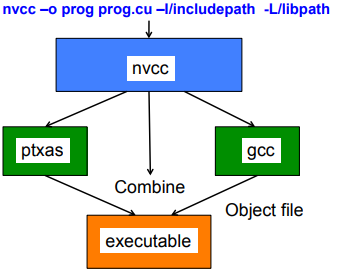 nvcc –o prog prog.cu –I/includepath -L/libpath
nvcc
ptxas
gcc
Combine
Object file
executable